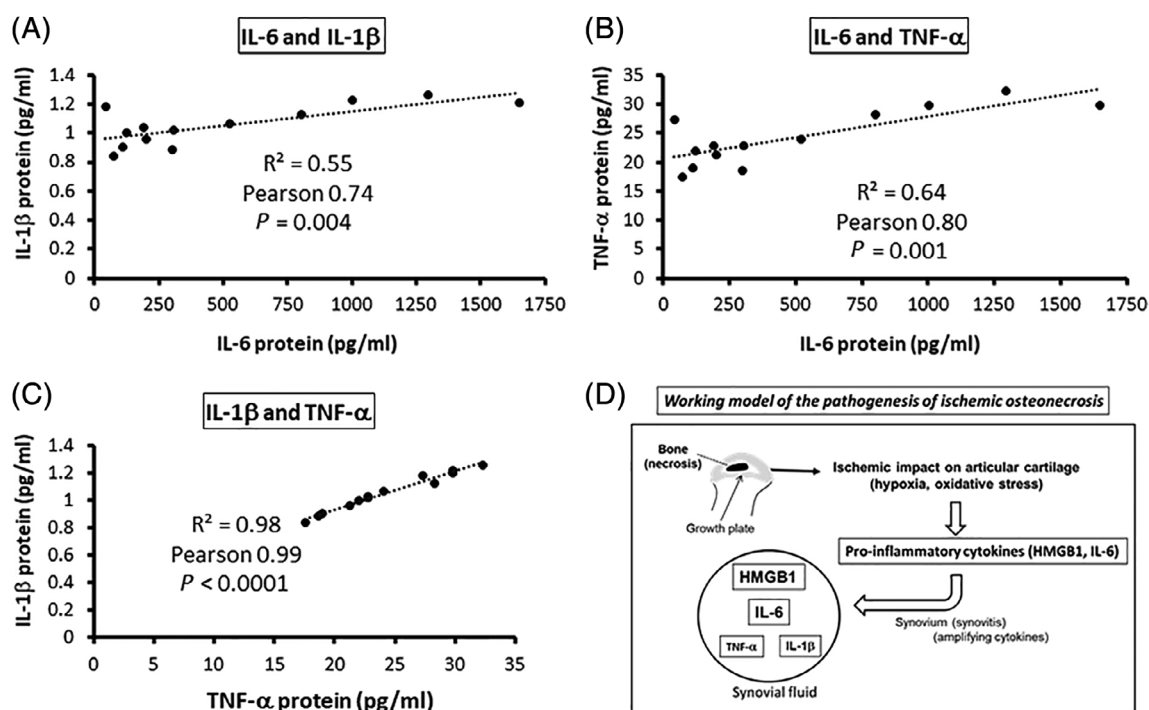 (A)
IL-6 and IL-1β
IL-1β protein (pg/ml)
1.4
1.2
1
0.8
0.6
0.4
0.2
0
R² = 0.55
Pearson 0.74
P = 0.004
0 250 500 750 1000 1250 1500 1750
IL-6 protein (pg/ml)
(B)
IL-6 and TNF-α
TNF-α protein (pg/ml)
35
30
25
20
15
10
5
0
R² = 0.64
Pearson 0.80
P = 0.001
0 250 500 750 1000 1250 1500 1750
IL-6 protein (pg/ml)
(C)
IL-1β and TNF-α
IL-1β protein (pg/ml)
1.4
1.2
1
0.8
0.6
0.4
0.2
0
R² = 0.98
Pearson 0.99
P < 0.0001
0 5 10 15 20 25 30 35
TNF-α protein (pg/ml)
(D)
Working model of the pathogenesis of ischemic osteonecrosis
Bone
(necrosis)
Growth plate
Ischemic impact on articular cartilage
(hypoxia, oxidative stress)
Pro-inflammatory cytokines (HMGB1, IL-6)
Synovium (synovitis)
(amplifying cytokines)
HMGB1
IL-6
TNF-α IL-1β
Synovial fluid